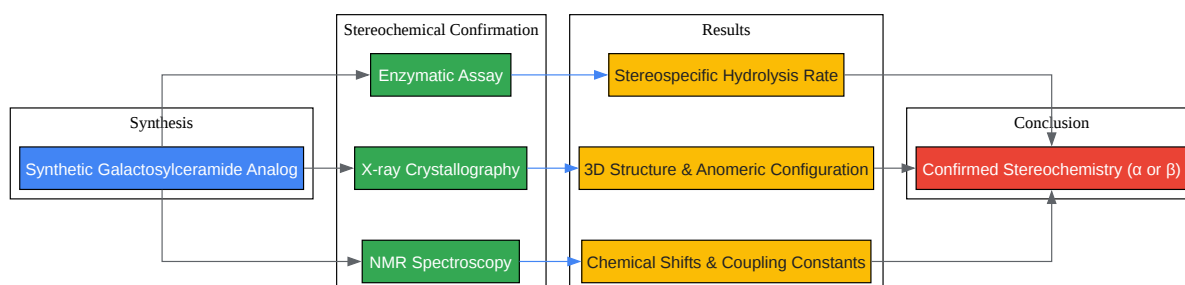 Stereochemical Confirmation
Results
Enzymatic Assay
Stereospecific Hydrolysis Rate
Synthesis
Conclusion
Synthetic Galactosylceramide Analog
X-ray Crystallography
3D Structure & Anomeric Configuration
Confirmed Stereochemistry (α or β)
NMR Spectroscopy
Chemical Shifts & Coupling Constants